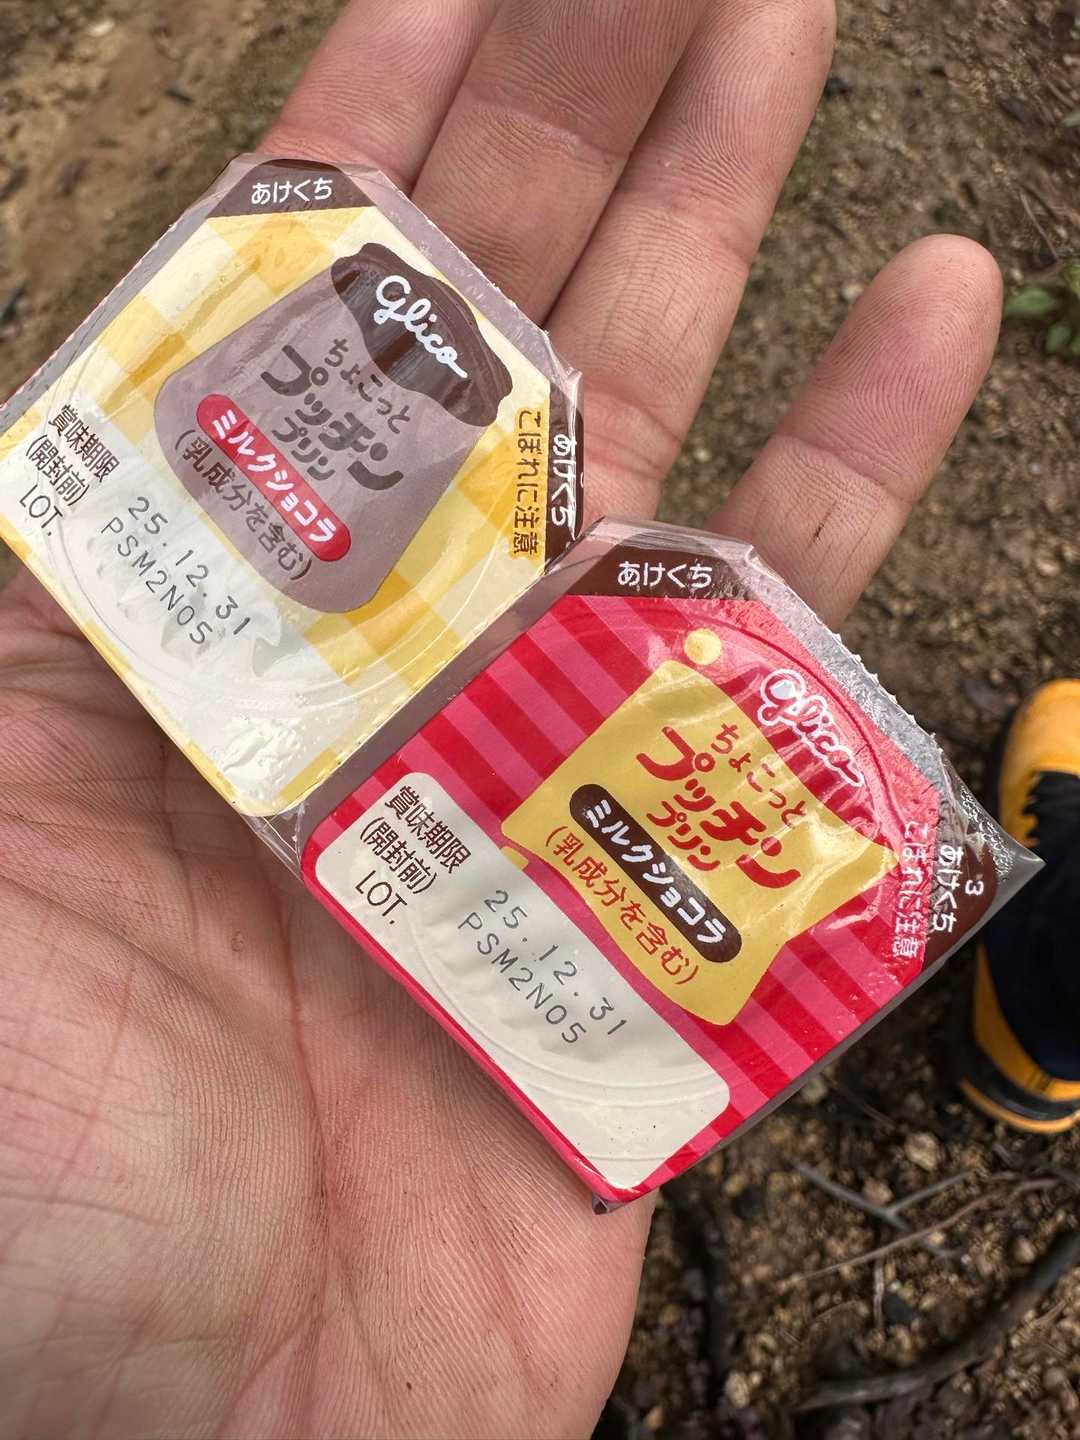 あけくち
Glico
ちょこっと
プッチン
プリン
ミルクショコラ
(乳成分を含む)
こぼれに注意
あけくち
賞味期限
(開封前)
LOT.
25.12.31
PSM2N05
あけくち
Glico
ちょこっと
プッチン
プリン
ミルクショコラ
(乳成分を含む)
こぼれに注意
あけくち
3
賞味期限
(開封前)
LOT.
25.12.31
PSM2N05